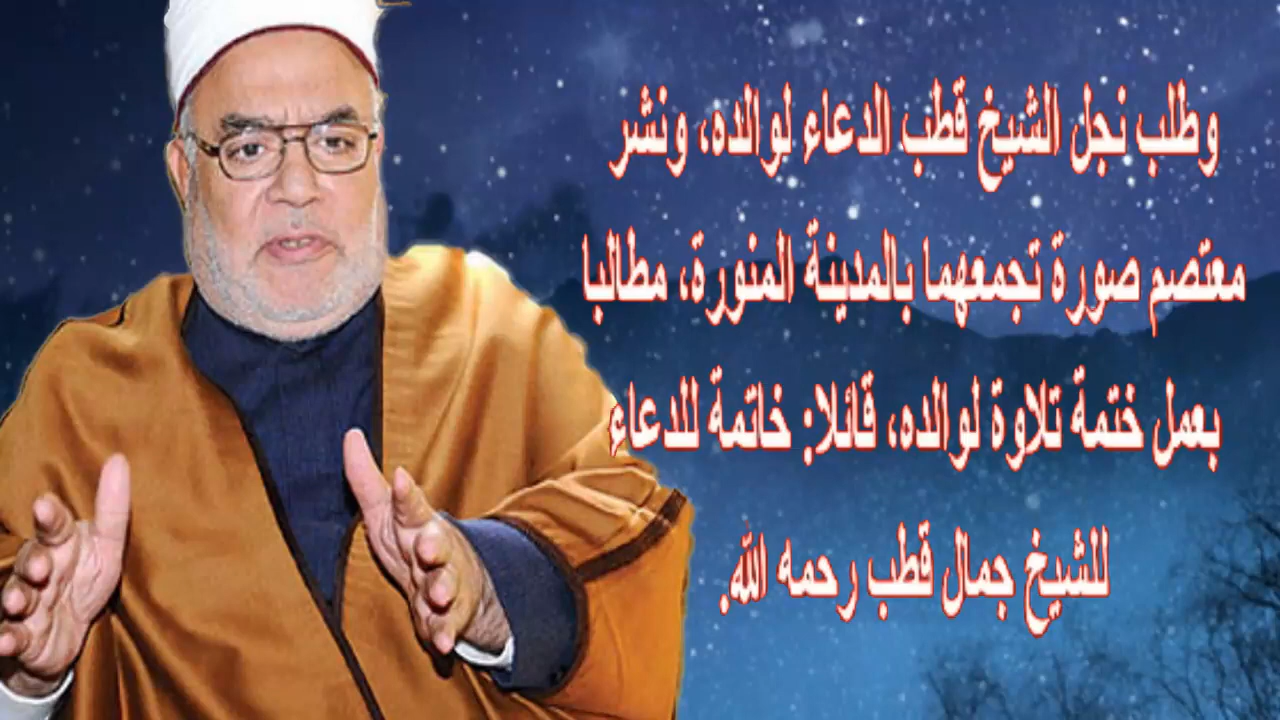 وطلب نجل الشيخ قطب الدعاء لوالده، ونشر
معتصم صورة تجمعهما بالمدينة المنورة، مطالبا
بعمل ختمة تلاوة لوالده، قائلا: خاتمة للدعاء
للشيخ جمال قطب رحمه الله.